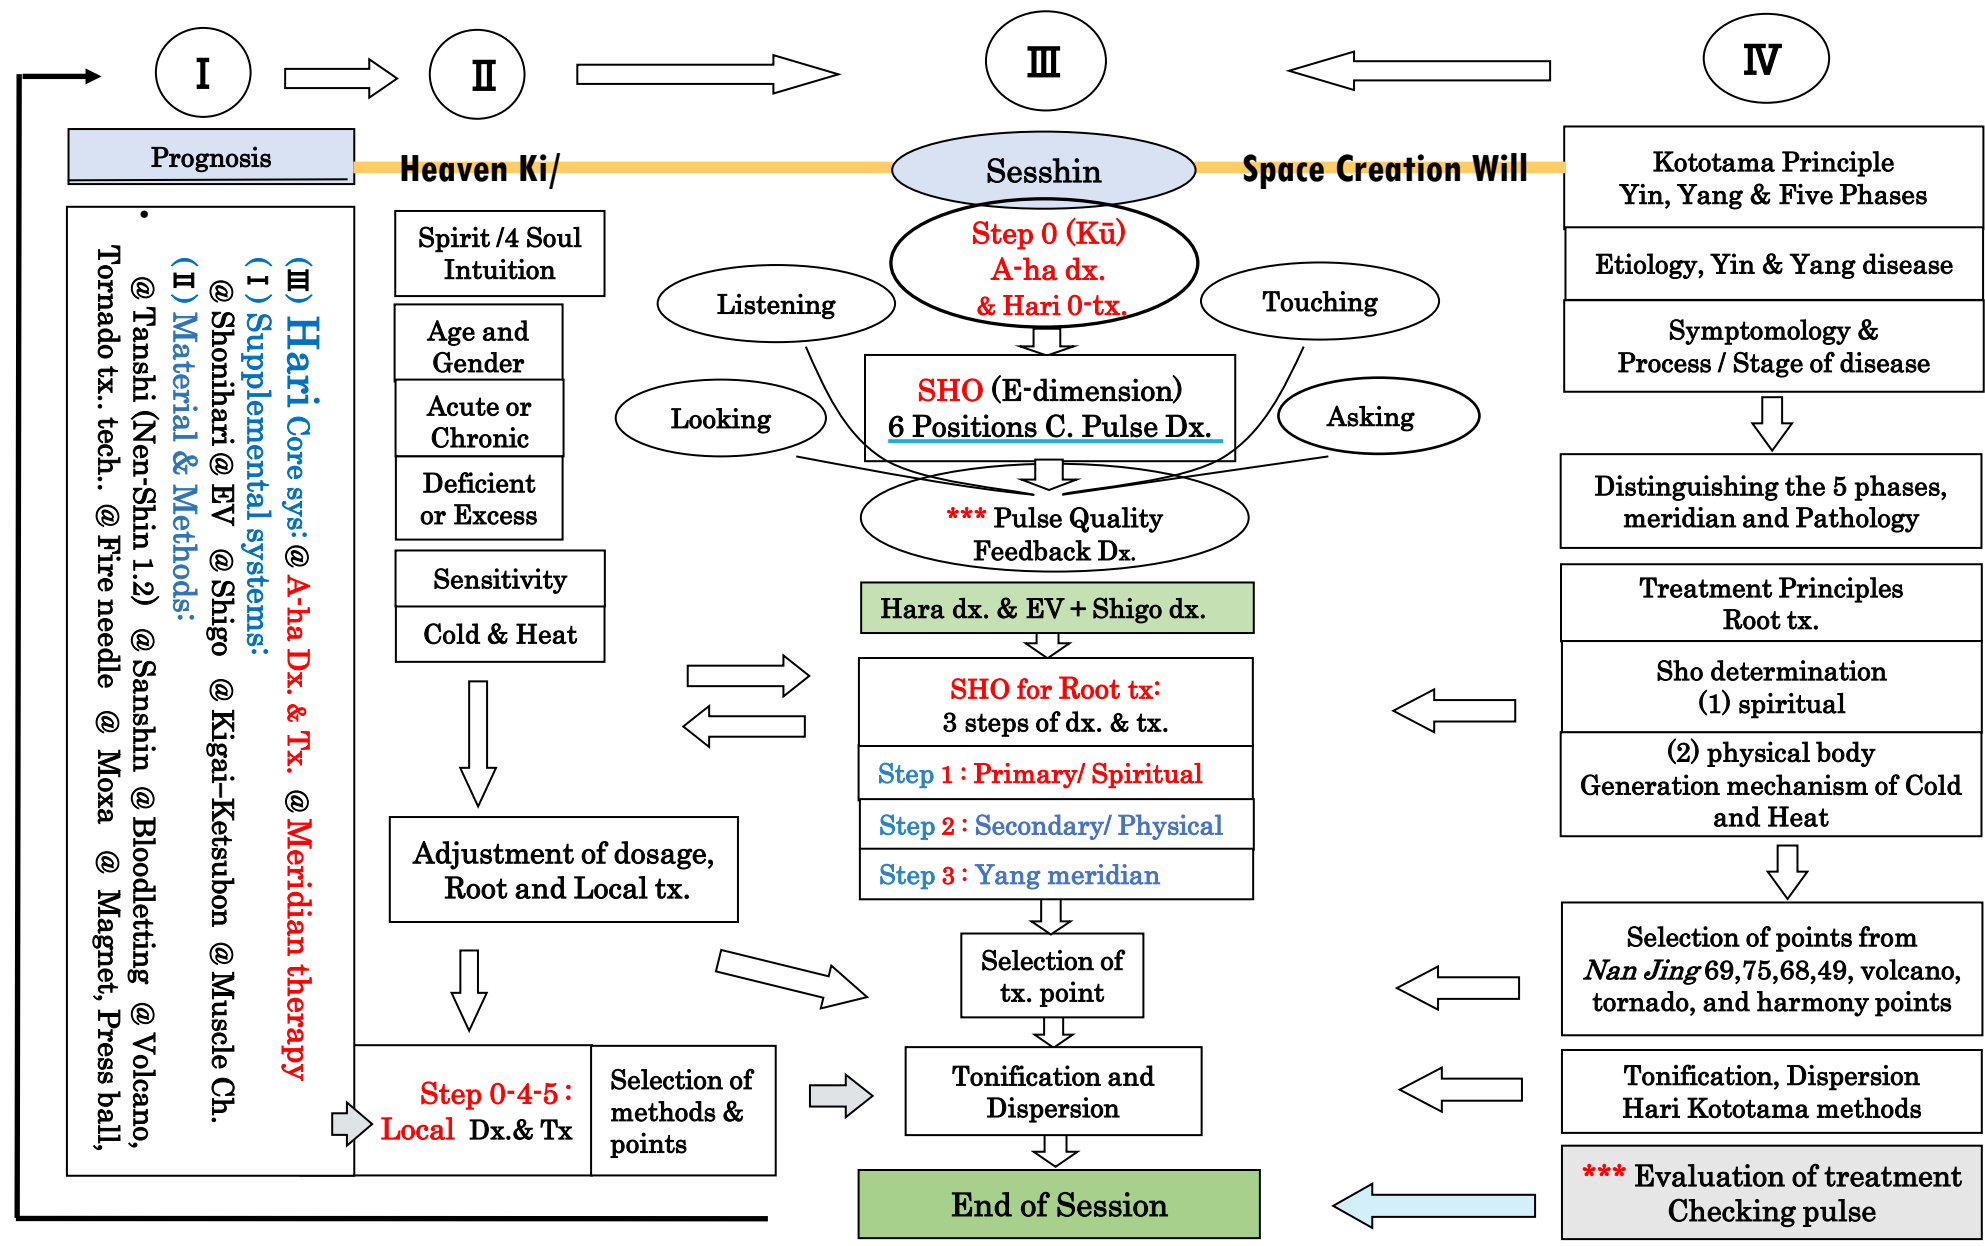 I
II
III
IV
Prognosis
Heaven Ki/
Sesshin
Space Creation Will
(III) Hari Core sys: @ A-ha Dx. & Tx. @ Meridian therapy
(I) Supplemental systems:
@ Shonihari @ EV @ Shigo @ Kigai–Ketsubon @ Muscle Ch.
(II) Material & Methods:
@ Tanshi (Nen-Shin 1.2) @ Sanshin @ Bloodletting @ Volcano,
Tornado tx.. tech.. @ Fire needle @ Moxa @ Magnet, Press ball,
Spirit /4 Soul
Intuition
Age and
Gender
Acute or
Chronic
Deficient
or Excess
Sensitivity
Cold & Heat
Adjustment of dosage,
Root and Local tx.
Step 0-4-5 :
Local Dx.& Tx
Selection of
methods &
points
Step 0 (Kū)
A-ha dx.
& Hari 0-tx.
Listening
Touching
Looking
Asking
SHO (E-dimension)
6 Positions C. Pulse Dx.
*** Pulse Quality
Feedback Dx.
Hara dx. & EV + Shigo dx.
SHO for Root tx:
3 steps of dx. & tx.
Step 1 : Primary/ Spiritual
Step 2 : Secondary/ Physical
Step 3 : Yang meridian
Selection of
tx. point
Tonification and
Dispersion
End of Session
Kototama Principle
Yin, Yang & Five Phases
Etiology, Yin & Yang disease
Symptomology &
Process / Stage of disease
Distinguishing the 5 phases,
meridian and Pathology
Treatment Principles
Root tx.
Sho determination
(1) spiritual
(2) physical body
Generation mechanism of Cold
and Heat
Selection of points from
Nan Jing 69,75,68,49, volcano,
tornado, and harmony points
Tonification, Dispersion
Hari Kototama methods
*** Evaluation of treatment
Checking pulse